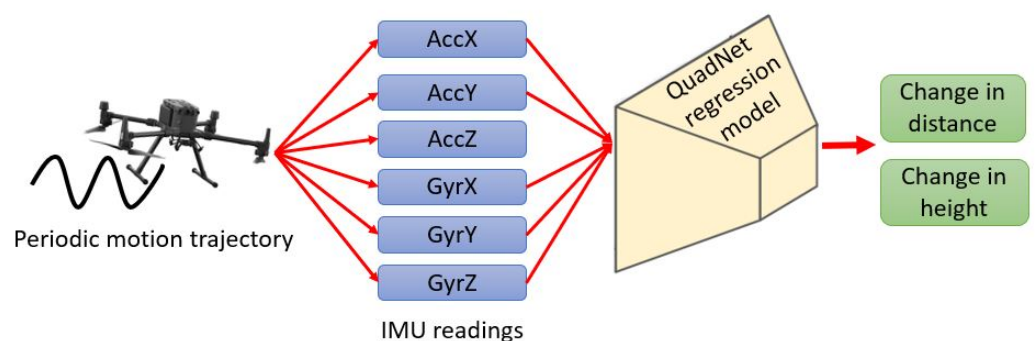 Periodic motion trajectory
AccX
AccY
AccZ
GyrX
GyrY
GyrZ
IMU readings
QuadNet
regression
model
Change in
distance
Change in
height